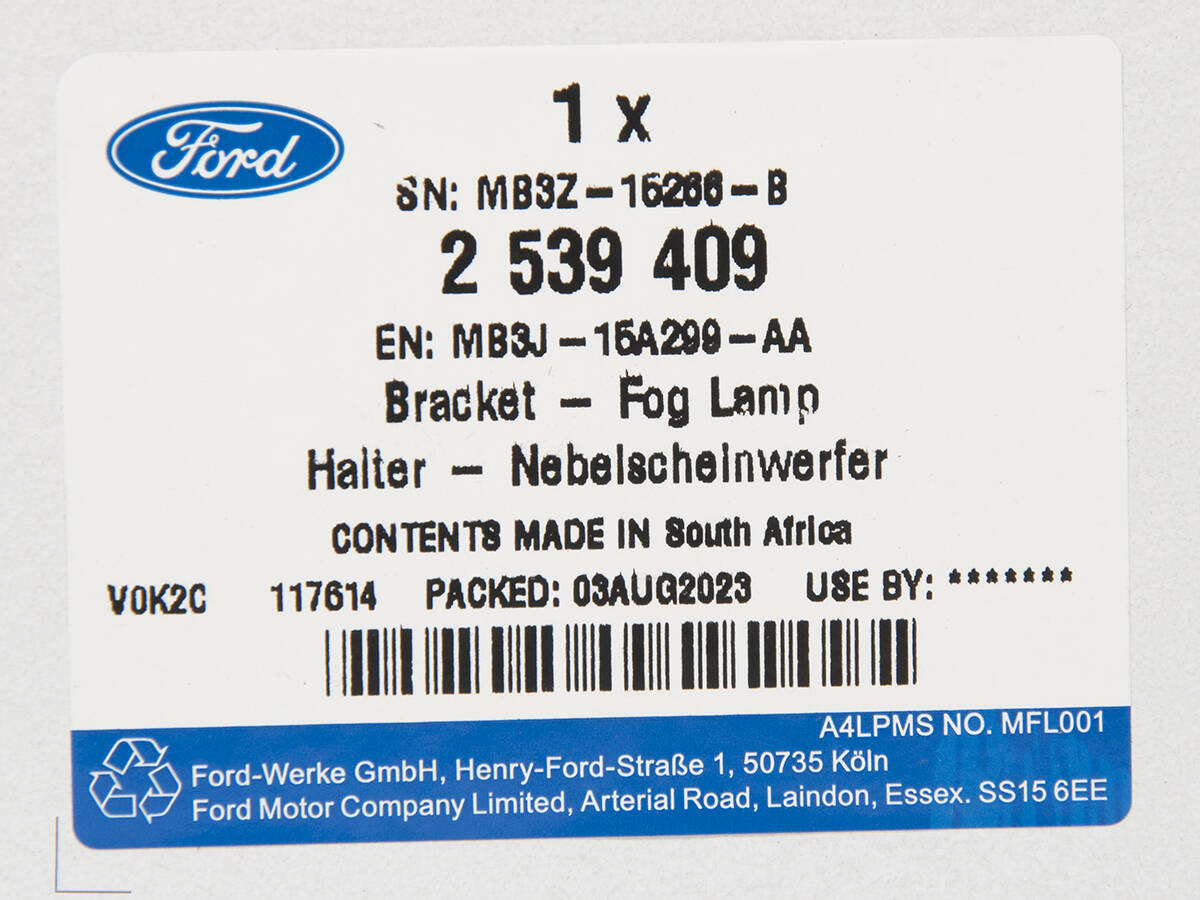 Ford
1 x
SN: MB3Z-15266-B
2 539 409
EN: MB3J-15A299-AA
Bracket - Fog Lamp
Halter - Nebelscheinwerfer
CONTENTS MADE IN South Africa
V0K2C 117614 PACKED: 03AUG2023 USE BY: *******
A4LPMS NO. MFL001
Ford-Werke GmbH, Henry-Ford-Straße 1, 50735 Köln
Ford Motor Company Limited, Arterial Road, Laindon, Essex. SS15 6EE